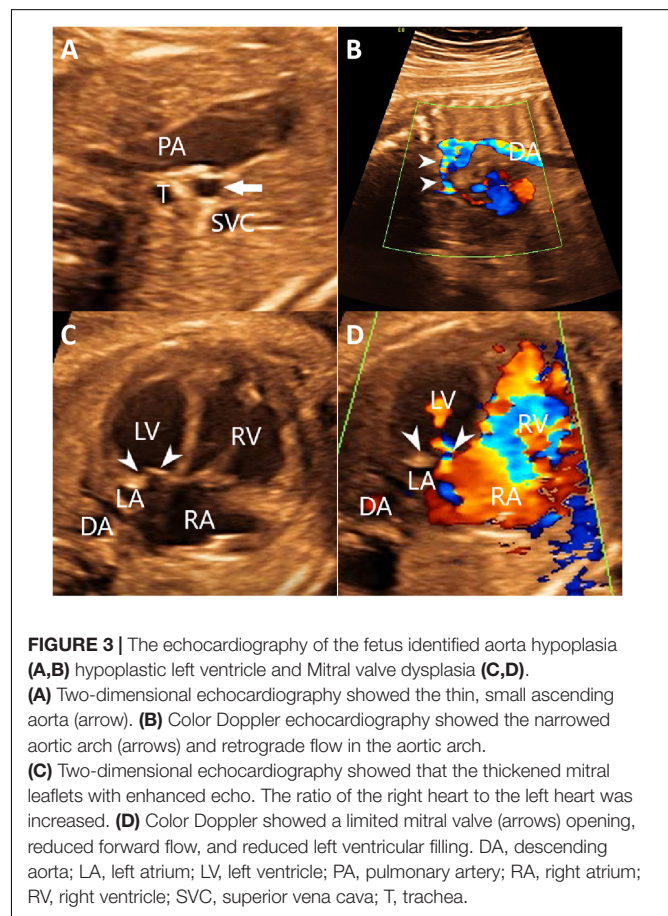 A
PA
T
SVC
B
DA
C
LV
RV
LA
DA
RA
D
LV
RV
LA
RA
DA
FIGURE 3 | The echocardiography of the fetus identified aorta hypoplasia
(A,B) hypoplastic left ventricle and Mitral valve dysplasia (C,D).
(A) Two-dimensional echocardiography showed the thin, small ascending
aorta (arrow). (B) Color Doppler echocardiography showed the narrowed
aortic arch (arrows) and retrograde flow in the aortic arch.
(C) Two-dimensional echocardiography showed that the thickened mitral
leaflets with enhanced echo. The ratio of the right heart to the left heart was
increased. (D) Color Doppler showed a limited mitral valve (arrows) opening,
reduced forward flow, and reduced left ventricular filling. DA, descending
aorta; LA, left atrium; LV, left ventricle; PA, pulmonary artery; RA, right atrium;
RV, right ventricle; SVC, superior vena cava; T, trachea.